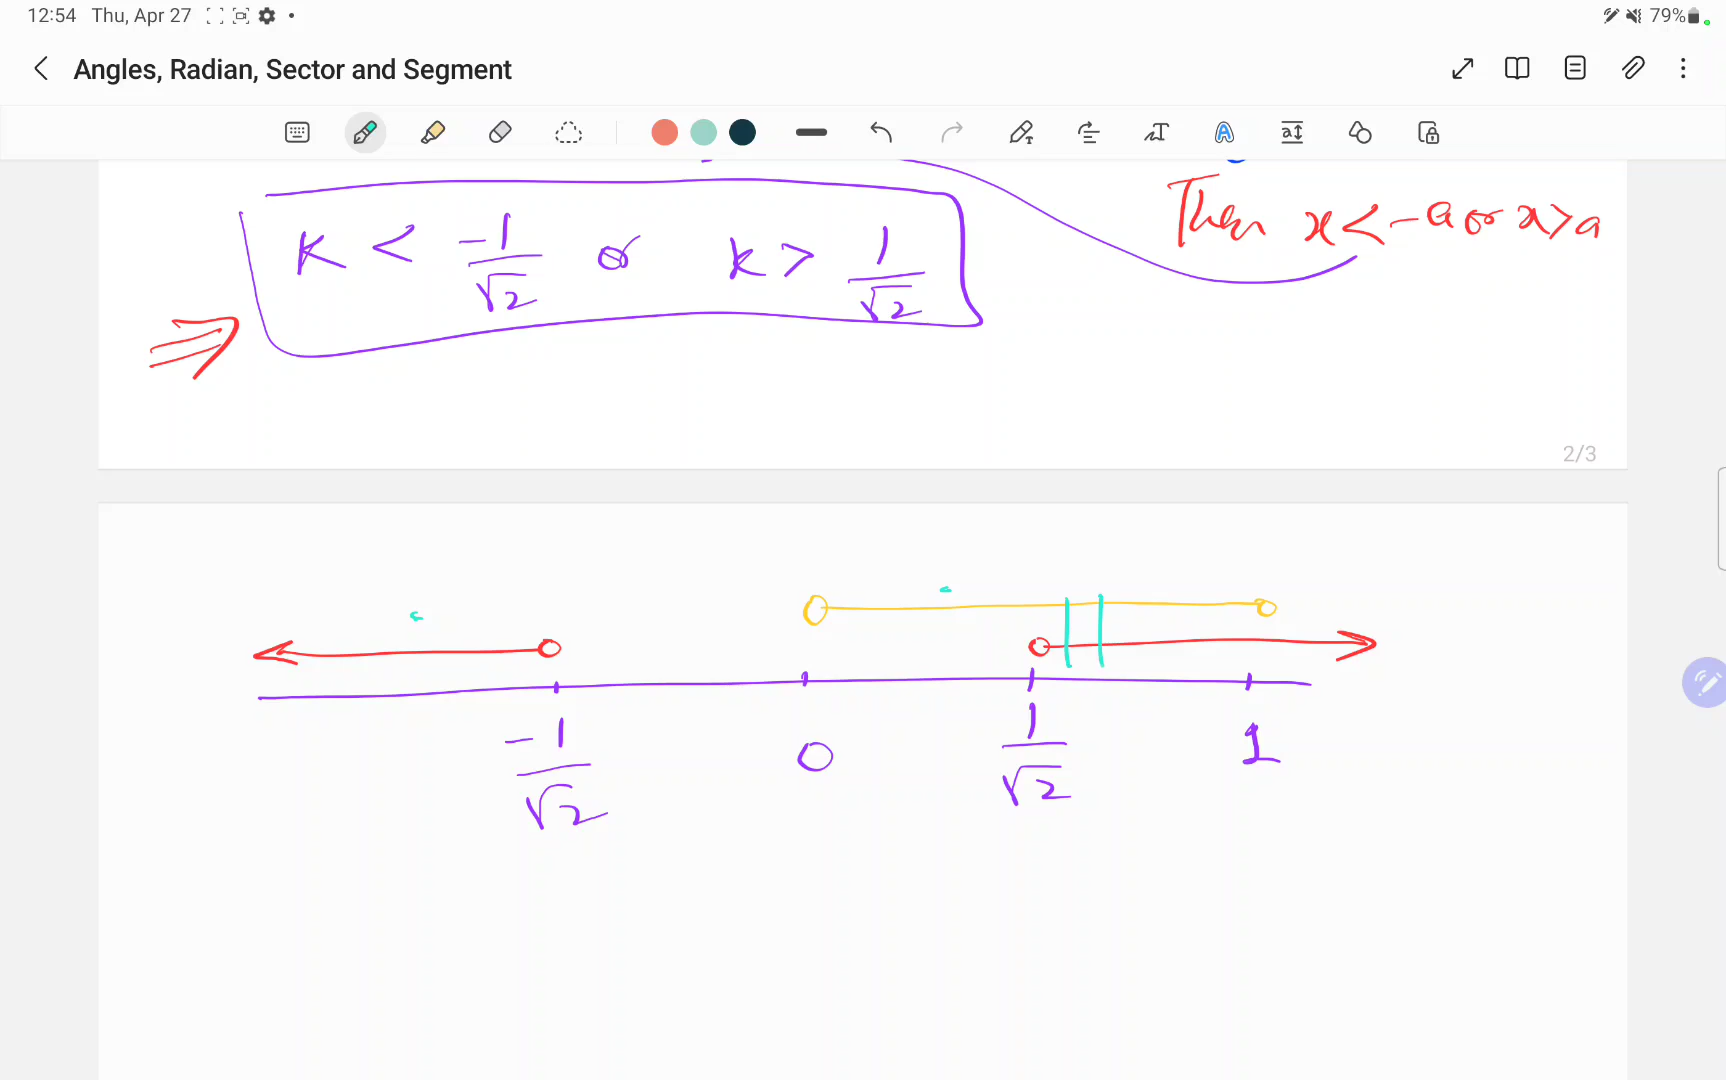 12:54 Thu, Apr 27
79%
Angles, Radian, Sector and Segment
Then x < -a or x > a
K < -1/√2 or k > 1/√2
2/3
-1/√2 0 1/√2 1